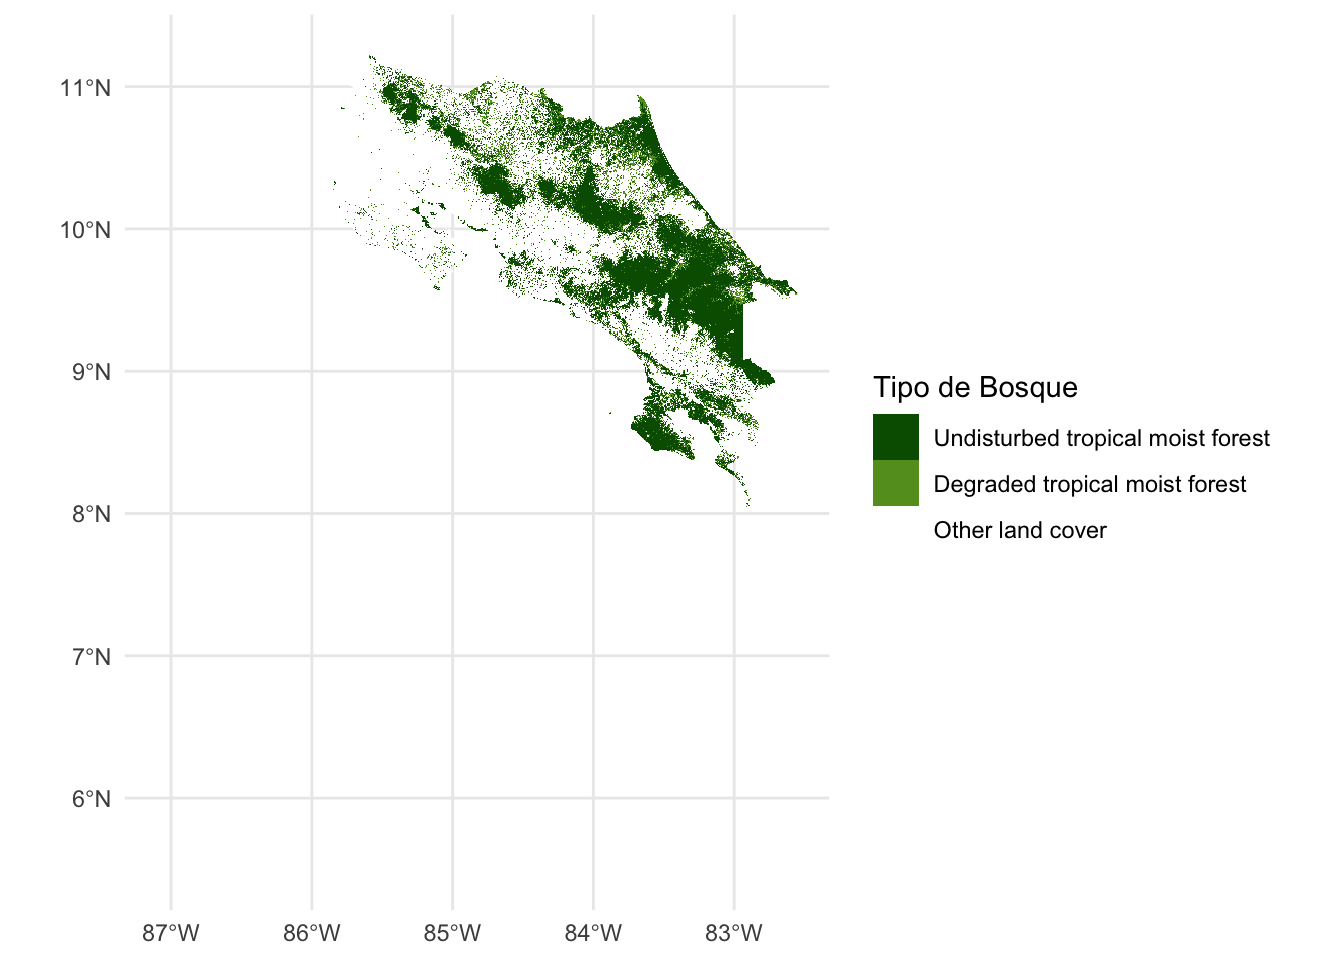 11°N
10°N
9°N
8°N
7°N
6°N
87°W
86°W
85°W
84°W
83°W
Tipo de Bosque
Undisturbed tropical moist forest
Degraded tropical moist forest
Other land cover